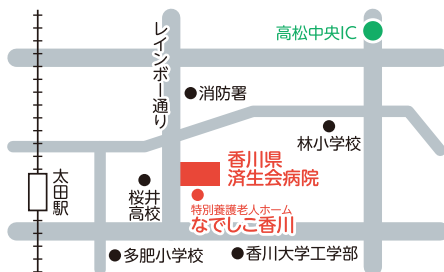 高松中央IC
レインボー通り
消防署
林小学校
香川県
済生会病院
太田駅
桜井
高校
特別養護老人ホーム
なでしこ香川
多肥小学校
香川大学工学部